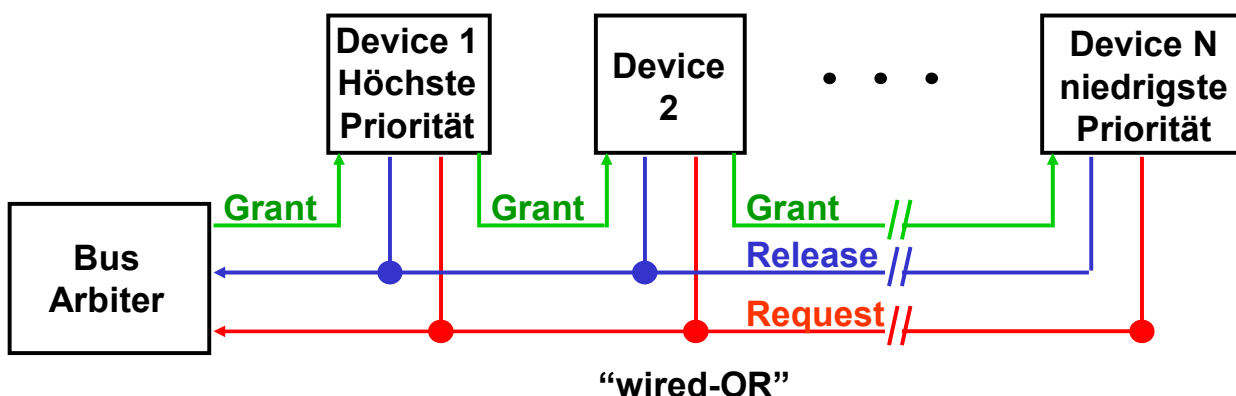 Device 1
Höchste
Priorität
Device
2
Device N
niedrigste
Priorität
Bus
Arbiter
Grant
Grant
Grant
Release
Request
“wired-OR”